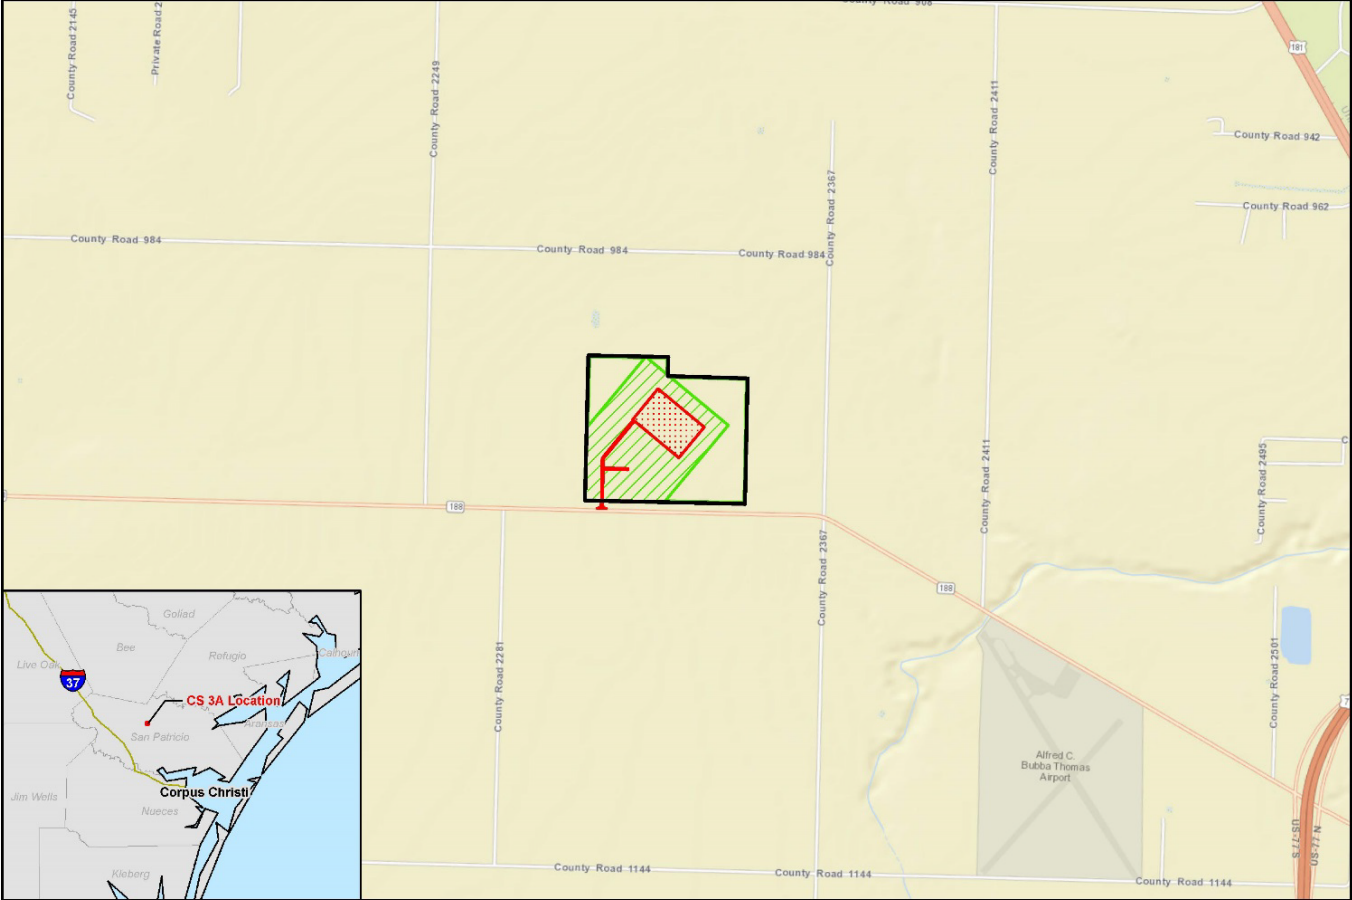 County Road 908
County Road 2145
Private Road 2
County Road 2249
County Road 2411
181
County Road 942
County Road 2367
County Road 962
County Road 984
County Road 984
County Road 984
County Road 2411
County Road 2495
C
188
County Road 2367
188
County Road 2281
County Road 2501
Alfred C.
Bubba Thomas
Airport
US-77 S
US-77 N
County Road 1144
County Road 1144
County Road 1144
Goliad
Bee
Refugio
Calhoun
Live Oak
37
CS 3A Location
Aransas
San Patricio
Corpus Christi
Jim Wells
Nueces
Kleberg